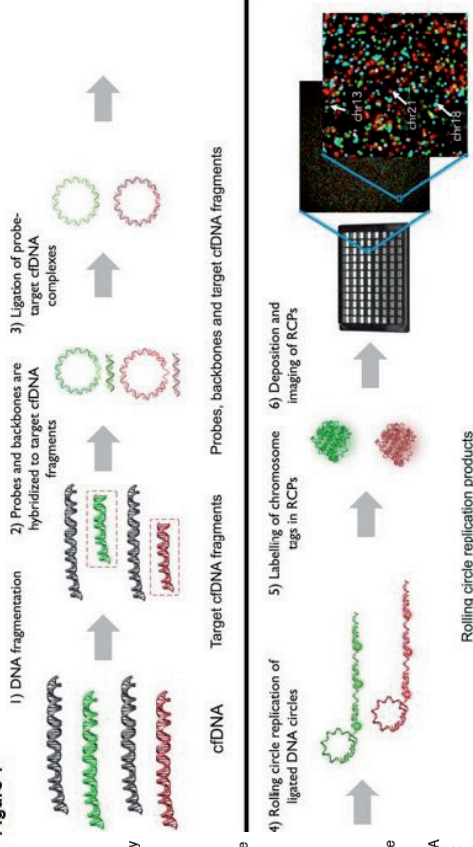 Figure 1
1) DNA fragmentation
2) Probes and backbones are
hybridized to target cfDNA
fragments
3) Ligation of probe-
target cfDNA
complexes
cfDNA
Target cfDNA fragments
Probes, backbones and target cfDNA fragments
4) Rolling circle replication of
ligated DNA circles
5) Labelling of chromosome
tags in RCPs
6) Deposition and
imaging of RCPs
chr13
chr21
chr18
Rolling circle replication products
y
e
e
A